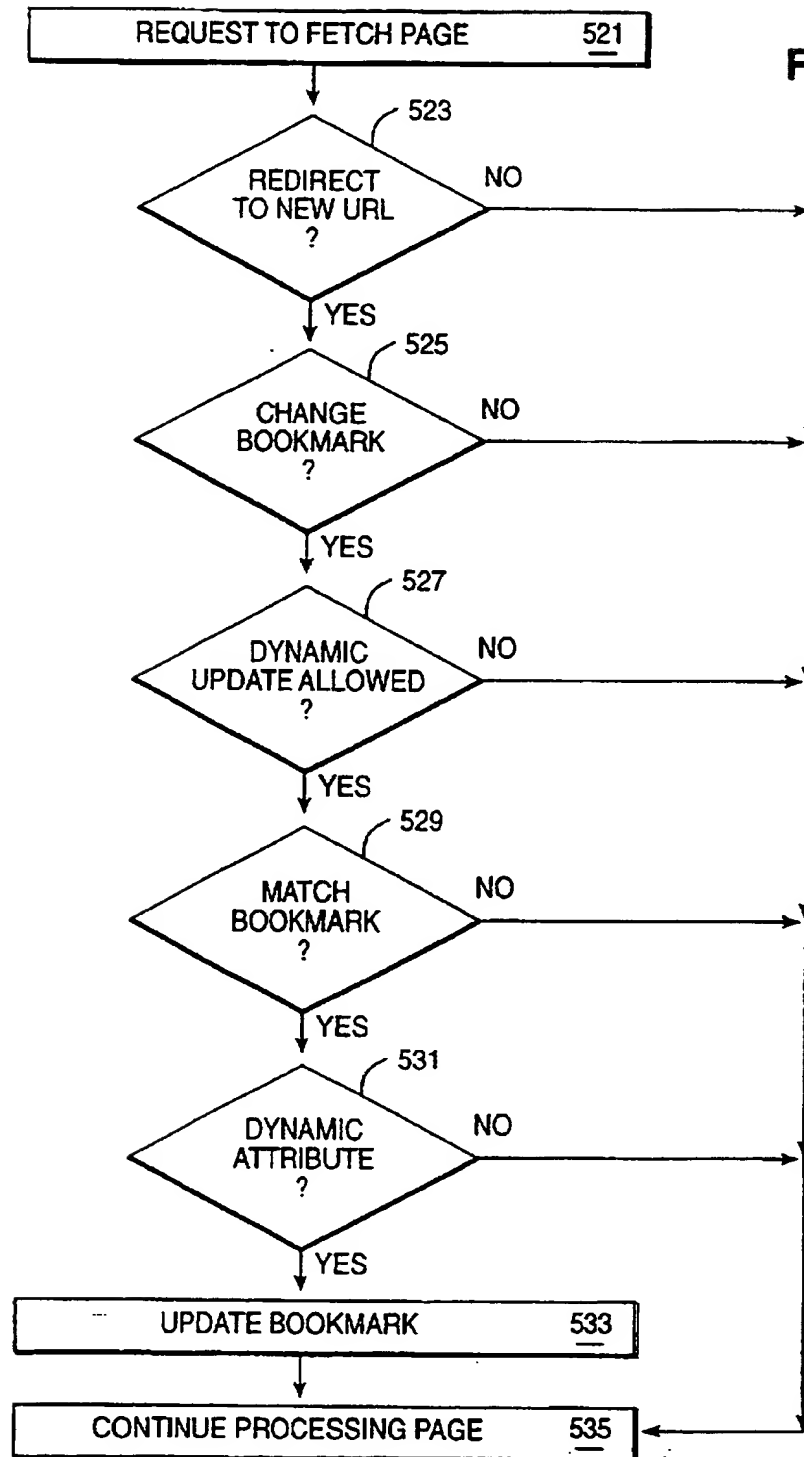 REQUEST TO FETCH PAGE 521
F
523
REDIRECT
TO NEW URL
?
NO
YES
525
CHANGE
BOOKMARK
?
NO
YES
527
DYNAMIC
UPDATE ALLOWED
?
NO
YES
529
MATCH
BOOKMARK
?
NO
YES
531
DYNAMIC
ATTRIBUTE
?
NO
YES
UPDATE BOOKMARK 533
CONTINUE PROCESSING PAGE 535